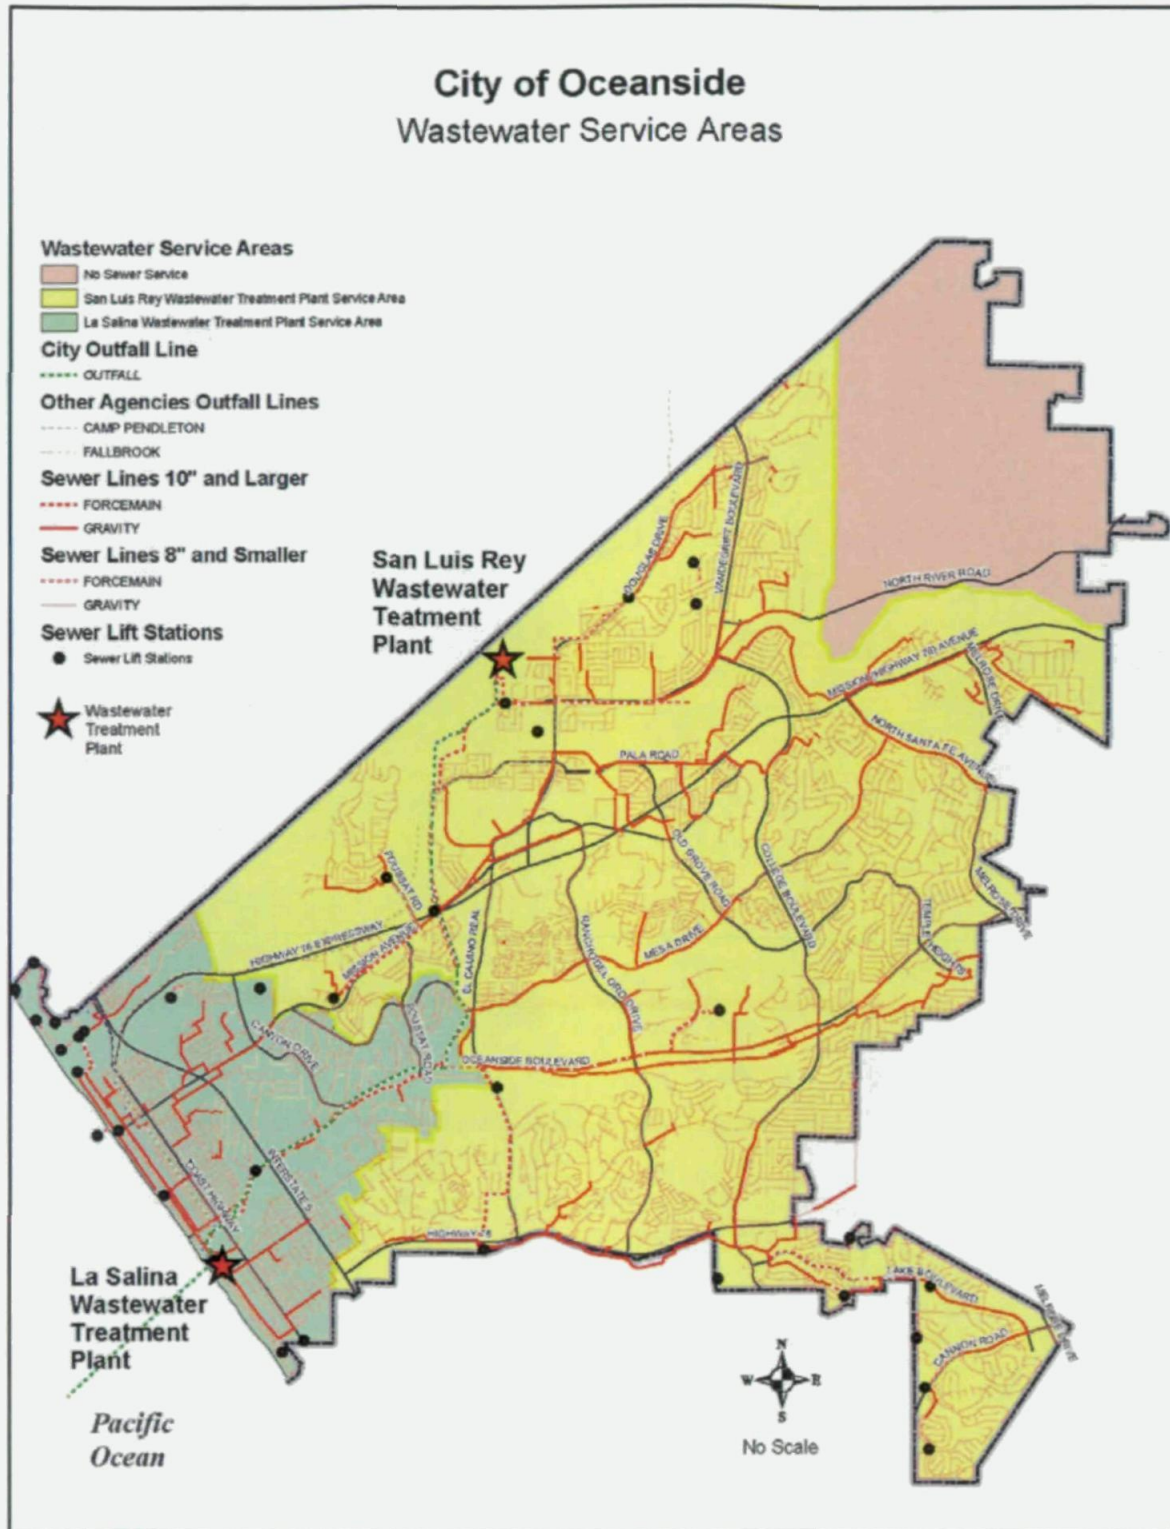 City of Oceanside
Wastewater Service Areas
Wastewater Service Areas
No Sewer Service
San Luis Rey Wastewater Treatment Plant Service Area
La Salina Wastewater Treatment Plant Service Area
City Outfall Line
OUTFALL
Other Agencies Outfall Lines
CAMP PENDLETON
FALLBROOK
Sewer Lines 10" and Larger
FORCEMAIN
GRAVITY
Sewer Lines 8" and Smaller
FORCEMAIN
GRAVITY
Sewer Lift Stations
Sewer Lift Stations
Wastewater
Treatment
Plant
San Luis Rey
Wastewater
Teatment
Plant
DOUGLAS DRIVE
VANDEGRIFT BOULEVARD
NORTH RIVER ROAD
MISSION (HIGHWAY 76) AVENUE
MELROSE DRIVE
NORTH SANTA FE AVENUE
PALA ROAD
OLD GROVE ROAD
COLLEGE BOULEVARD
MELROSE DRIVE
TEMPLE HEIGHTS
FOUSSAT RD
HIGHWAY 76 EXPRESSWAY
MISSION AVENUE
EL CAMINO REAL
RANCHO DEL ORO DRIVE
MESA DRIVE
CANYON DRIVE
FOUSSAT ROAD
OCEANSIDE BOULEVARD
COAST HIGHWAY
INTERSTATE 5
HIGHWAY 78
LAKE BOULEVARD
CANNON ROAD
MELROSE DRIVE
La Salina
Wastewater
Treatment
Plant
Pacific
Ocean
N
W
E
S
No Scale